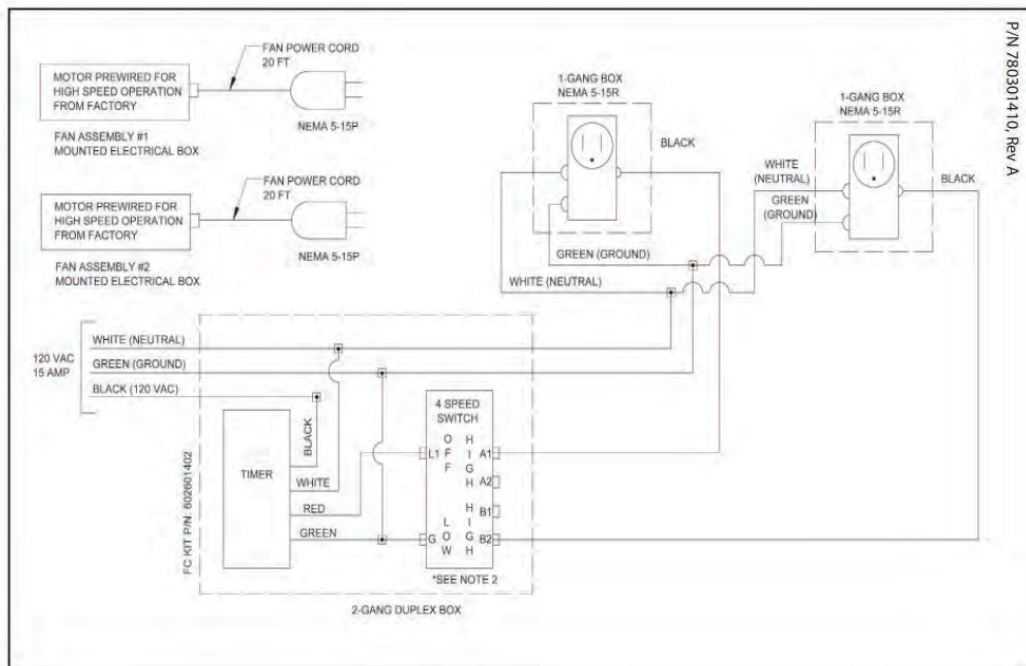 P/N 780301410, Rev A
FAN POWER CORD
20 FT
MOTOR PREWIRED FOR
HIGH SPEED OPERATION
FROM FACTORY
NEMA 5-15P
FAN ASSEMBLY #1
MOUNTED ELECTRICAL BOX
FAN POWER CORD
20 FT
MOTOR PREWIRED FOR
HIGH SPEED OPERATION
FROM FACTORY
NEMA 5-15P
FAN ASSEMBLY #2
MOUNTED ELECTRICAL BOX
1-GANG BOX
NEMA 5-15R
BLACK
1-GANG BOX
NEMA 5-15R
WHITE
(NEUTRAL)
GREEN
(GROUND)
BLACK
GREEN (GROUND)
WHITE (NEUTRAL)
120 VAC
15 AMP
WHITE (NEUTRAL)
GREEN (GROUND)
BLACK (120 VAC)
FC KIT P/N: 602601402
TIMER
BLACK
WHITE
RED
GREEN
4 SPEED
SWITCH
L1
OFF
HIGH
A1
A2
B1
G
LOW
HIGH
B2
*SEE NOTE 2
2-GANG DUPLEX BOX